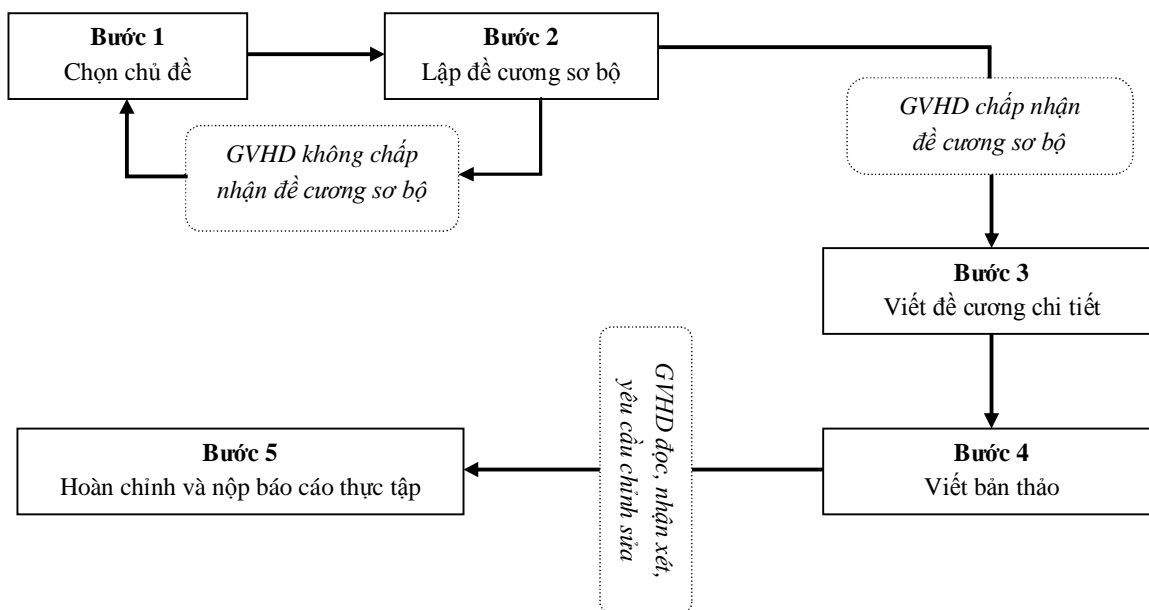 Bước 1
Chọn chủ đề
Bước 2
Lập đề cương sơ bộ
GVHD chấp nhận
đề cương sơ bộ
GVHD không chấp
nhận đề cương sơ bộ
Bước 3
Viết đề cương chi tiết
GVHD đọc, nhận xét,
yêu cầu chỉnh sửa
Bước 4
Viết bản thảo
Bước 5
Hoàn chỉnh và nộp báo cáo thực tập